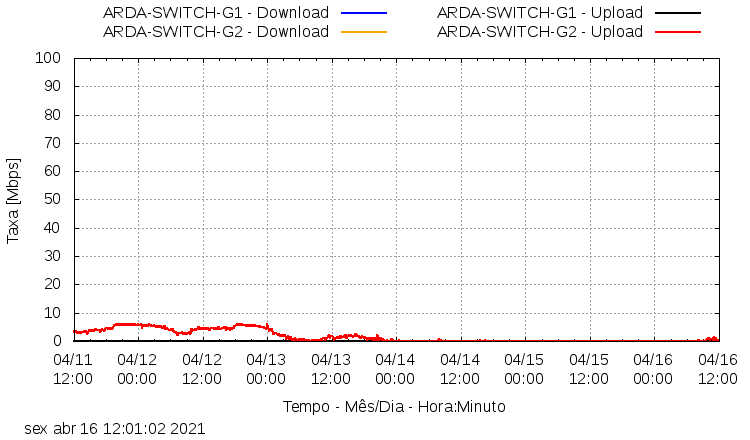 ARDA-SWITCH-G1 - Download ARDA-SWITCH-G1 - Upload
ARDA-SWITCH-G2 - Download ARDA-SWITCH-G2 - Upload
100
90
80
70
60
50
40
30
20
10
0
Taxa [Mbps]
04/11 04/12 04/12 04/13 04/13 04/14 04/14 04/15 04/15 04/16 04/16
12:00 00:00 12:00 00:00 12:00 00:00 12:00 00:00 12:00 00:00 12:00
Tempo - Mês/Dia - Hora:Minuto
sex abr 16 12:01:02 2021